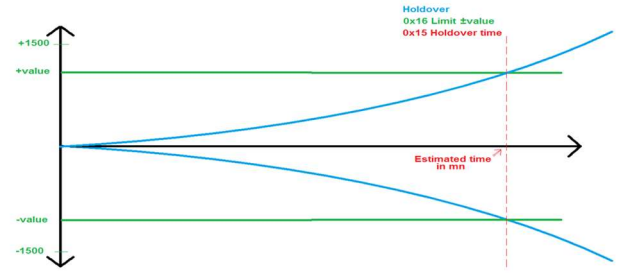 Holdover
0x16 Limit ±value
0x15 Holdover time
+1500
+value
Estimated time
in mn
-value
-1500